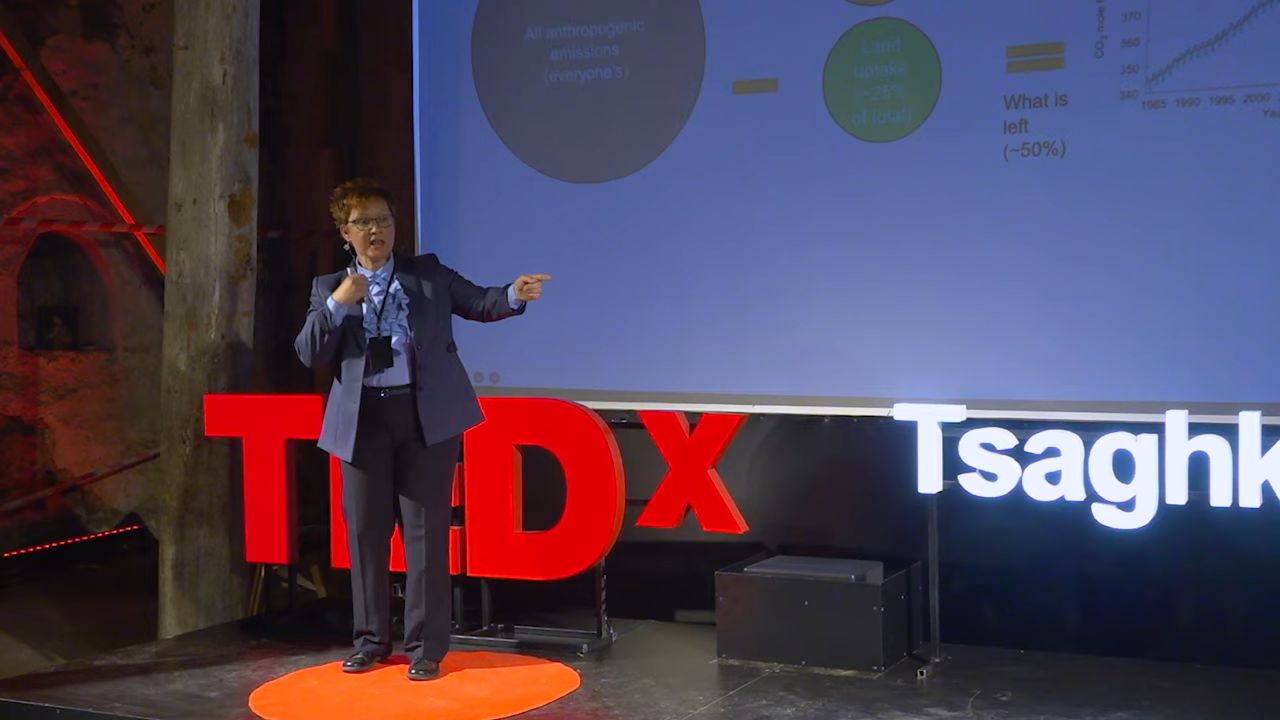 All anthropogenic
emissions
(everyone's)
Land
uptake
(~25%
of total)
What is
left
(~50%)
370
360
350
340
1985 1990 1995 2000
TEDx
Tsaghk